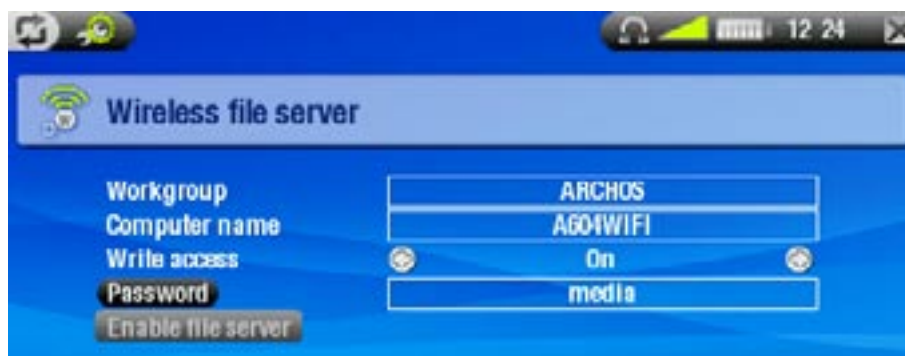 12 24
Wireless file server
Workgroup ARCHOS
Computer name A604WIFI
Write access On
Password media
Enable file server